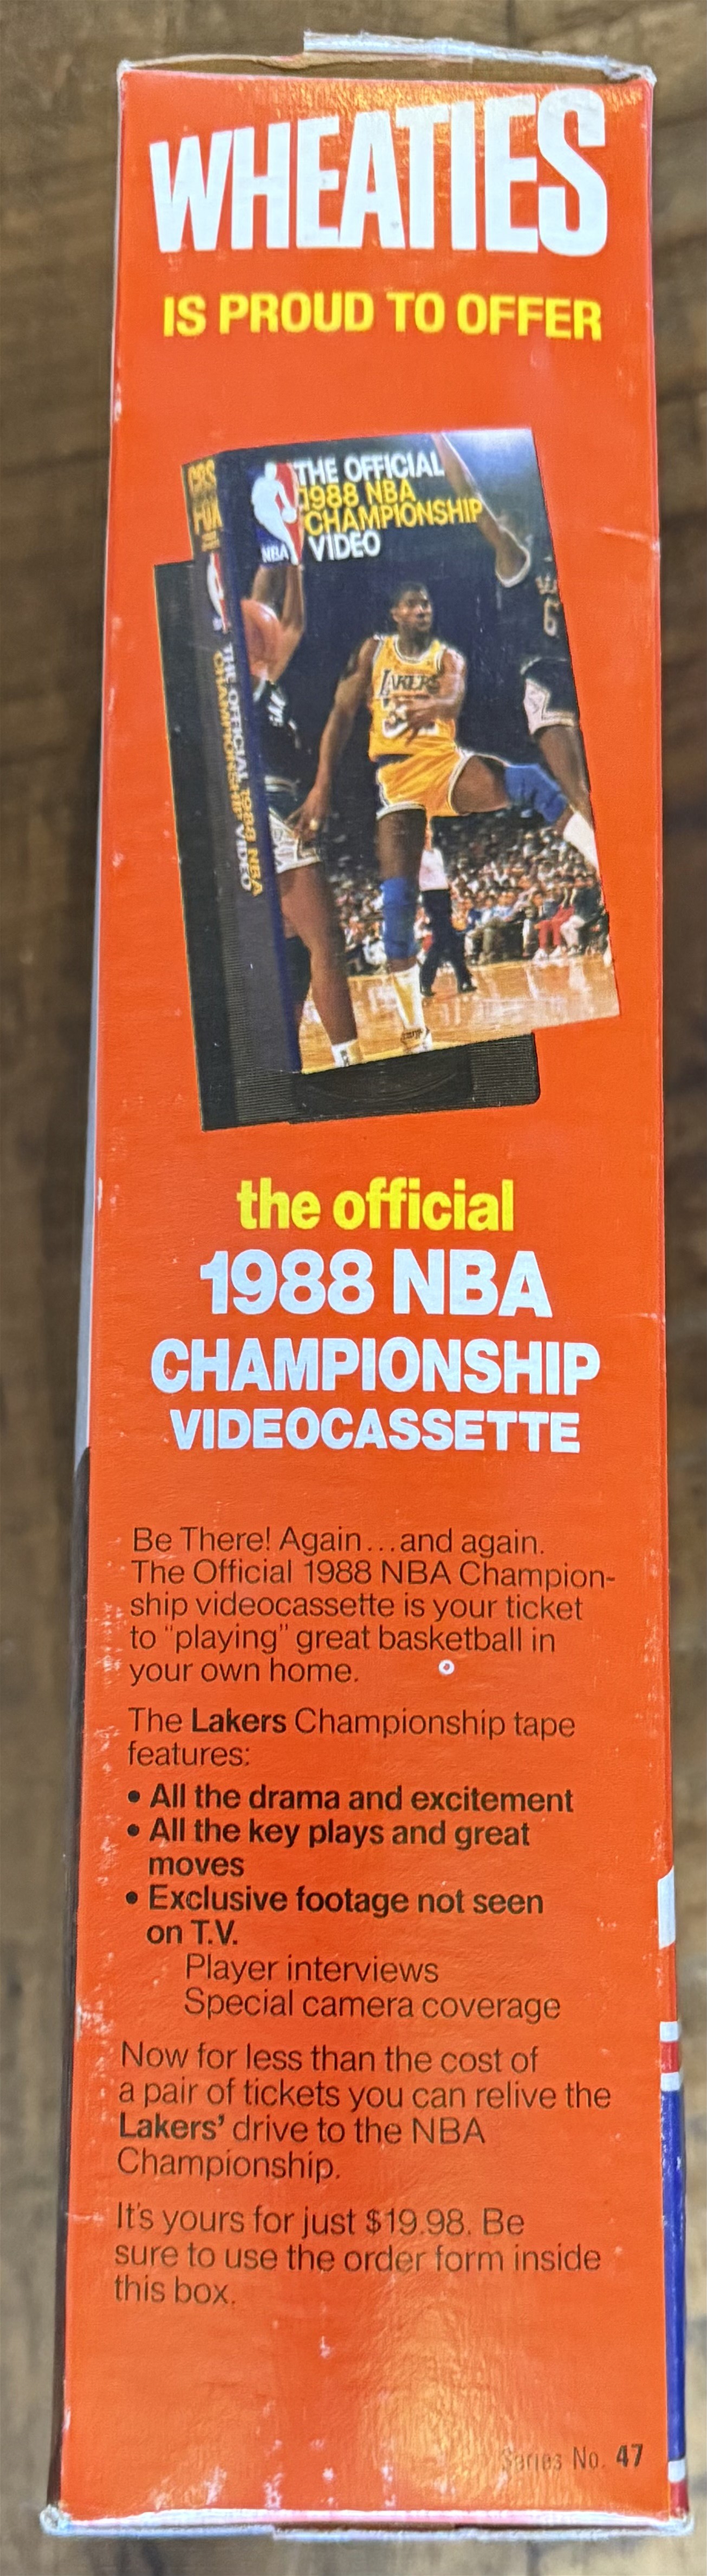 WHEATIES
IS PROUD TO OFFER
CBS
FOX
THE OFFICIAL
1988 NBA
CHAMPIONSHIP
VIDEO
NBA
LAKERS
6
THE OFFICIAL 1988 NBA
CHAMPIONSHIP VIDEO
the official
1988 NBA
CHAMPIONSHIP
VIDEOCASSETTE
Be There! Again...and again.
The Official 1988 NBA Champion-
ship videocassette is your ticket
to "playing" great basketball in
your own home.
The Lakers Championship tape
features:
• All the drama and excitement
• All the key plays and great
moves
• Exclusive footage not seen
on T.V.
Player interviews
Special camera coverage
Now for less than the cost of
a pair of tickets you can relive the
Lakers' drive to the NBA
Championship.
It's yours for just $19.98. Be
sure to use the order form inside
this box.
Series No. 47